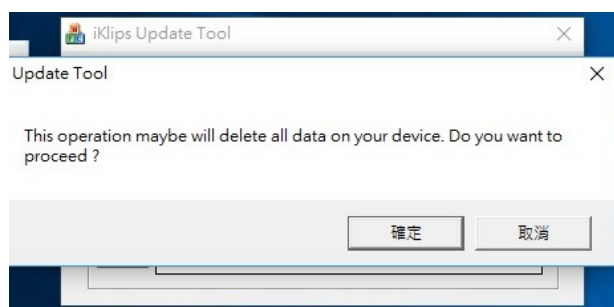 iKlips Update Tool
Update Tool
This operation maybe will delete all data on your device. Do you want to
proceed ?
確定
取消